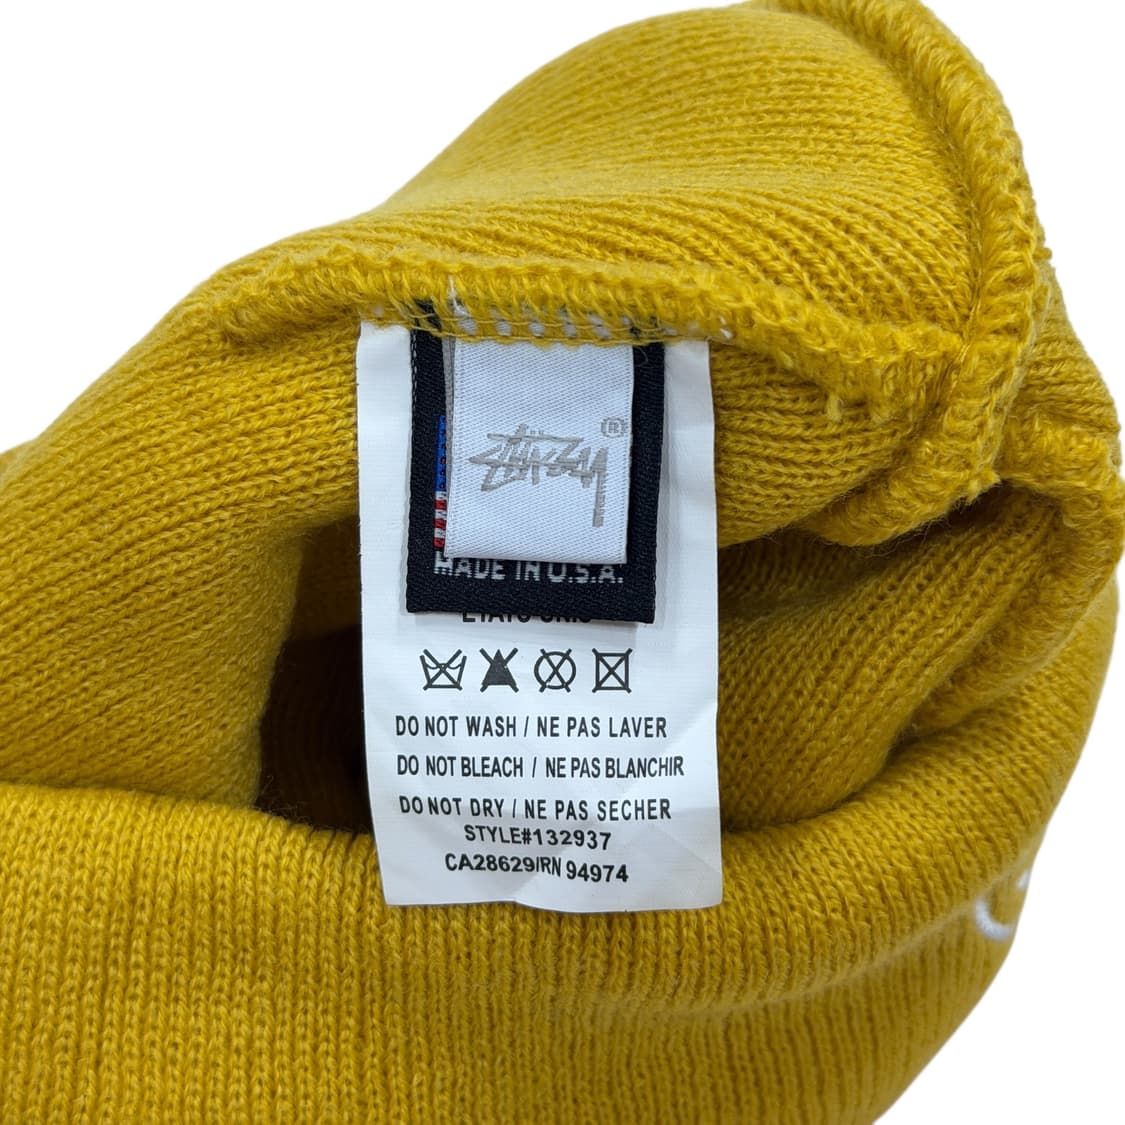 STÜSSY®
MADE IN U.S.A.
DO NOT WASH / NE PAS LAVER
DO NOT BLEACH / NE PAS BLANCHIR
DO NOT DRY / NE PAS SECHER
STYLE#132937
CA28629/RN 94974